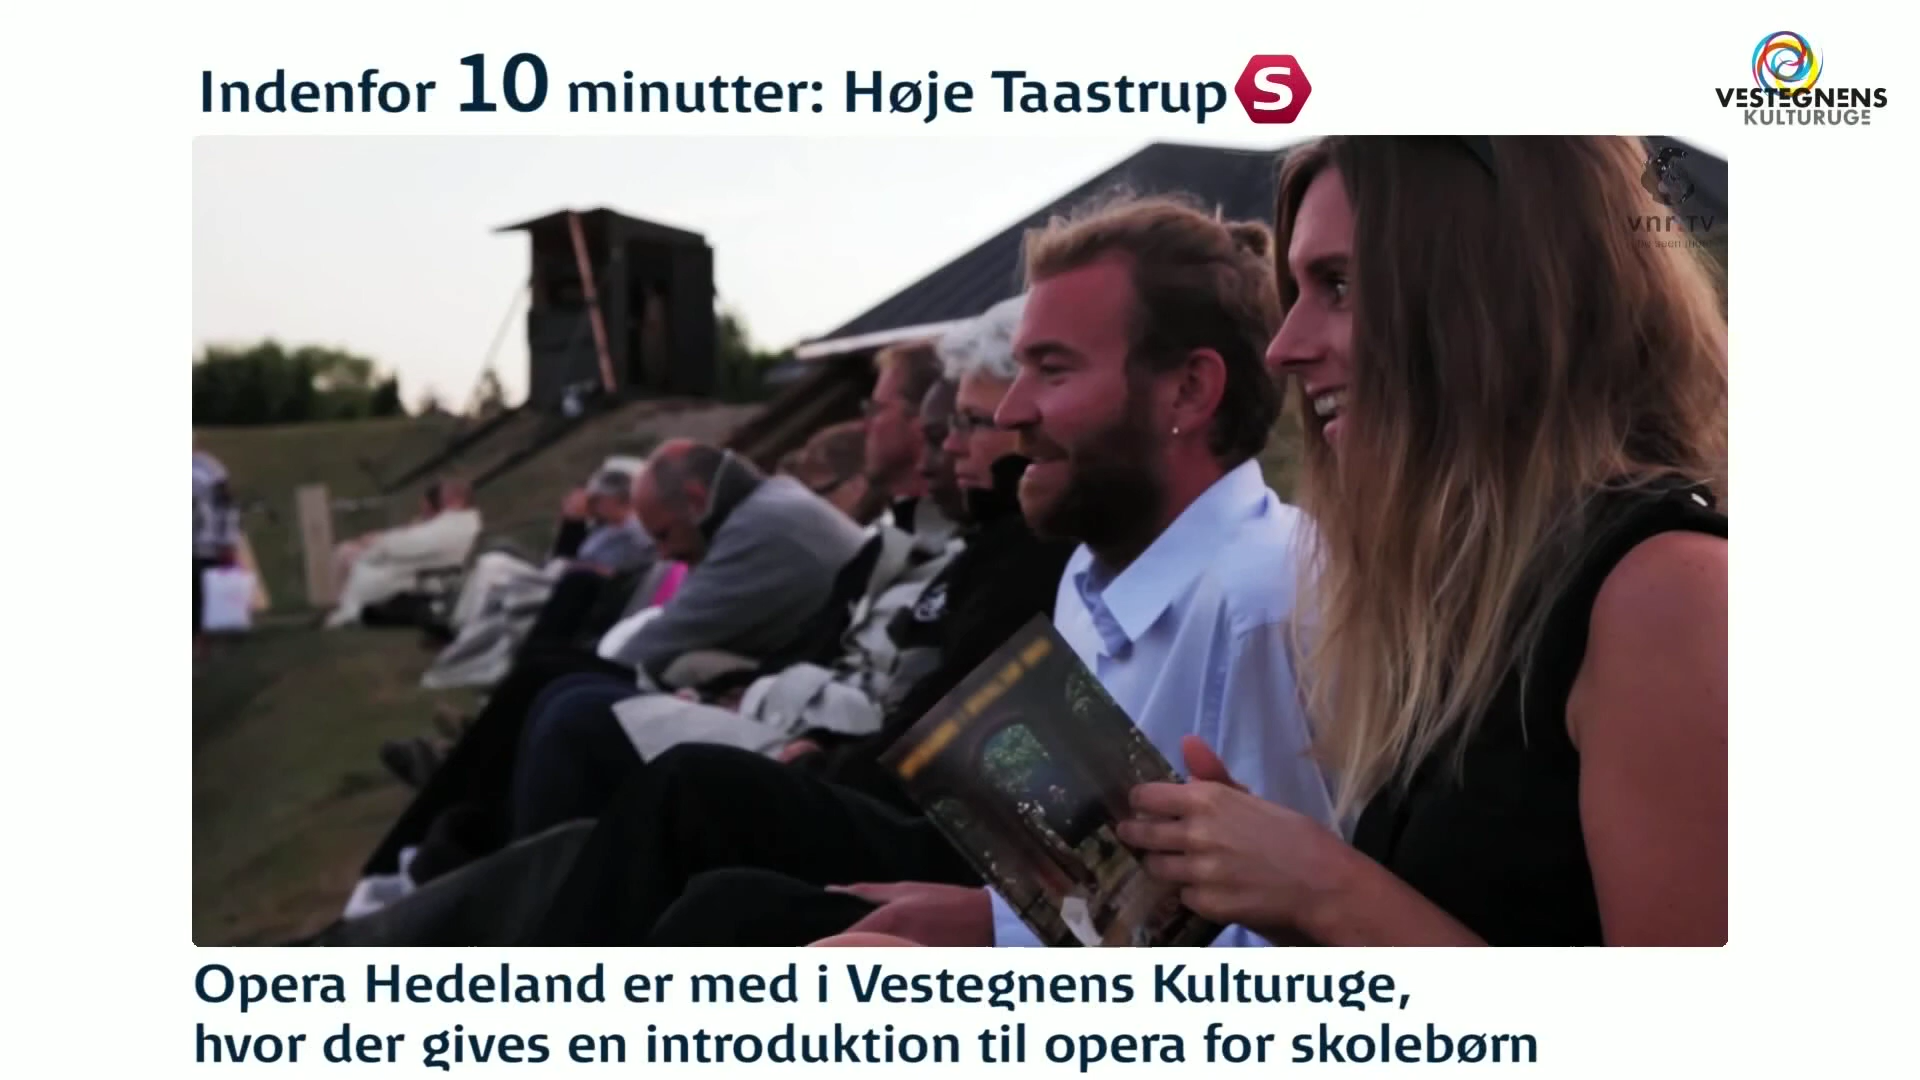 Indenfor 10 minutter: Høje Taastrup S
VESTEGNENS
KULTURUGE
vnr.TV
Opera Hedeland er med i Vestegnens Kulturuge,
hvor der gives en introduktion til opera for skolebørn